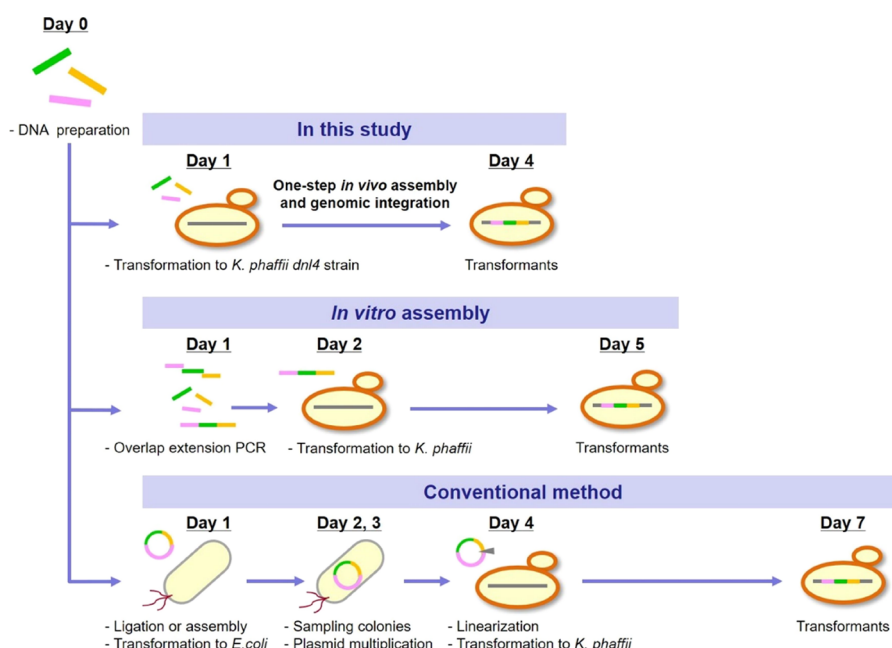 Day 0
- DNA preparation
In this study
Day 1
One-step in vivo assembly
and genomic integration
Day 4
- Transformation to K. phaffii dnl4 strain
Transformants
In vitro assembly
Day 1
Day 2
Day 5
- Overlap extension PCR
- Transformation to K. phaffii
Transformants
Conventional method
Day 1
Day 2, 3
Day 4
Day 7
- Ligation or assembly
- Transformation to E.coli
- Sampling colonies
- Plasmid multiplication
- Linearization
- Transformation to K. phaffii
Transformants